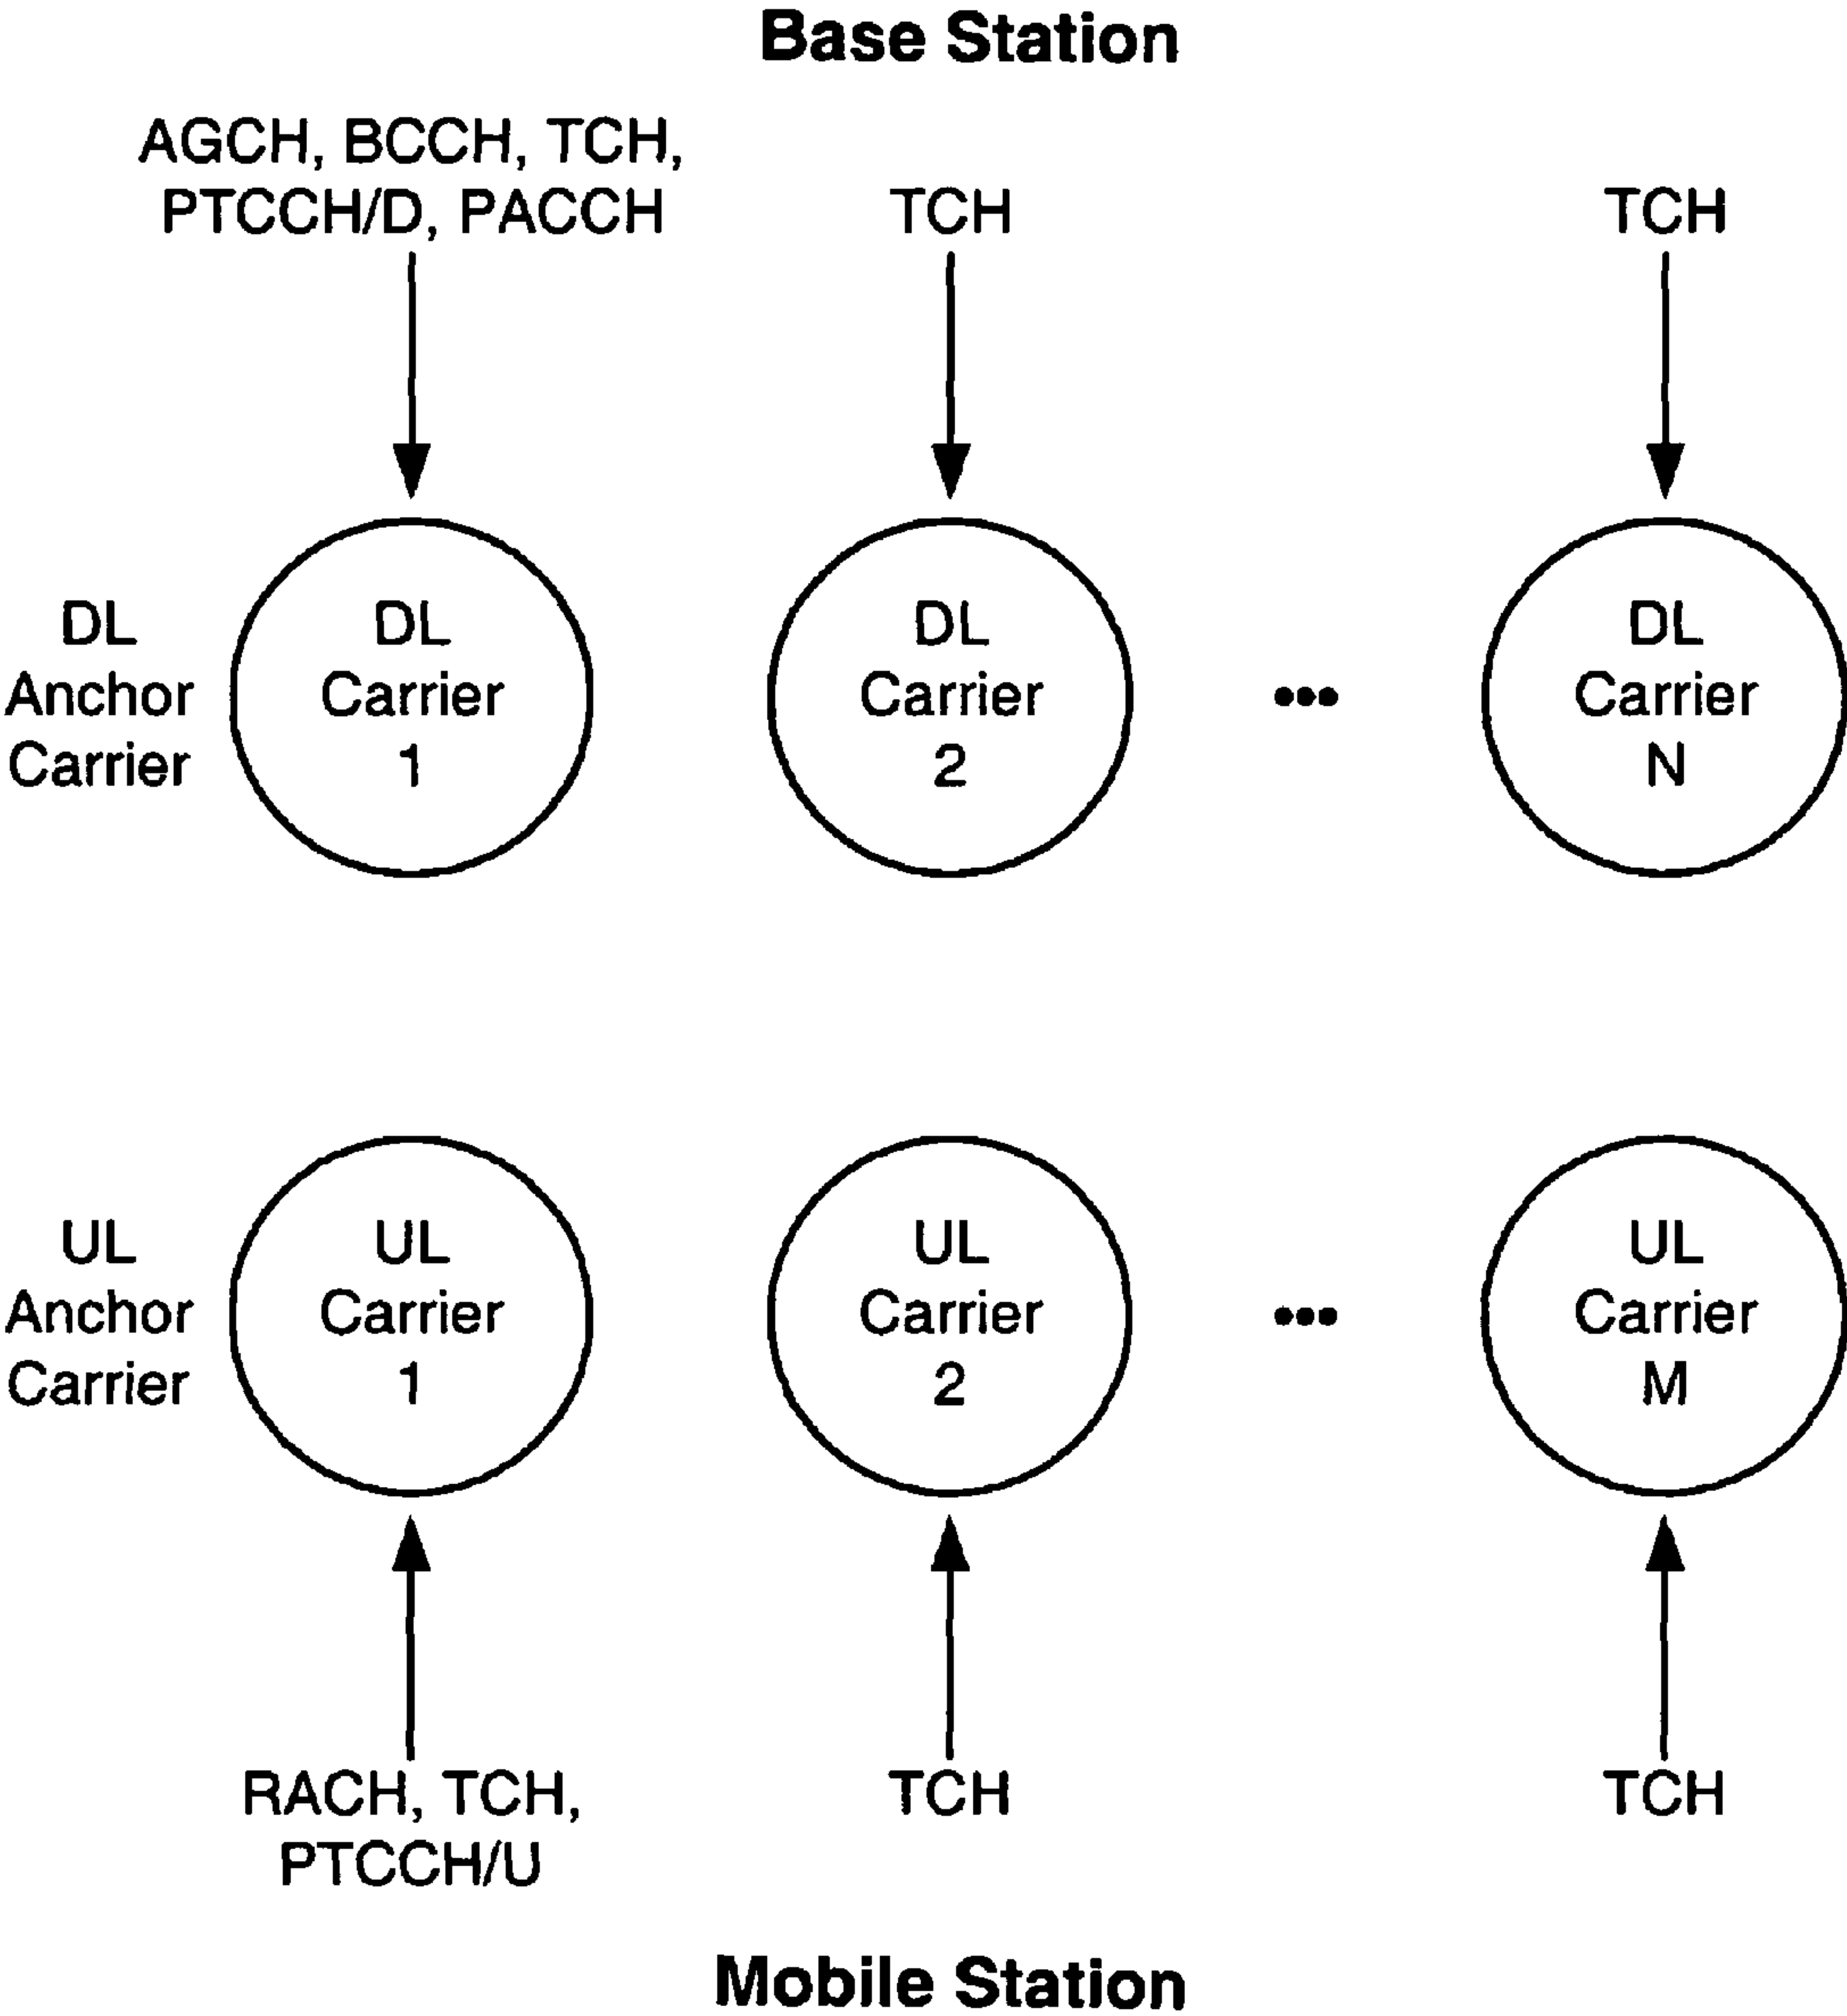 Base Station
AGCH, BCCH, TCH,
PTCCH/D, PACCH
TCH
TCH
DL
Anchor
Carrier
DL
Carrier
1
DL
Carrier
2
•••
DL
Carrier
N
UL
Anchor
Carrier
UL
Carrier
1
UL
Carrier
2
•••
UL
Carrier
M
RACH, TCH,
PTCCH/U
TCH
TCH
Mobile Station